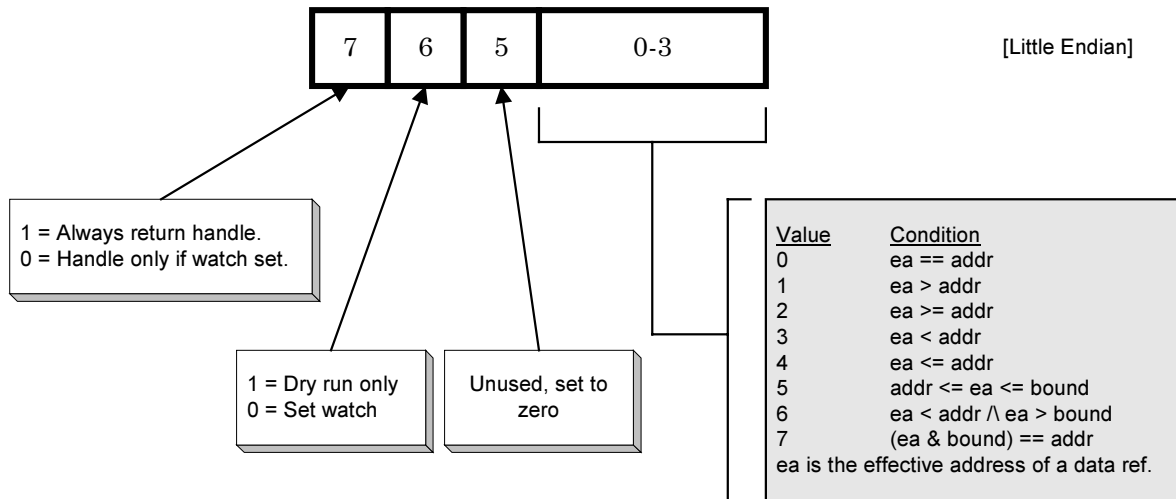 7 6 5 0-3
[Little Endian]
1 = Always return handle.
0 = Handle only if watch set.
1 = Dry run only
0 = Set watch
Unused, set to
zero
Value Condition
0 ea == addr
1 ea > addr
2 ea >= addr
3 ea < addr
4 ea <= addr
5 addr <= ea <= bound
6 ea < addr /\ ea > bound
7 (ea & bound) == addr
ea is the effective address of a data ref.